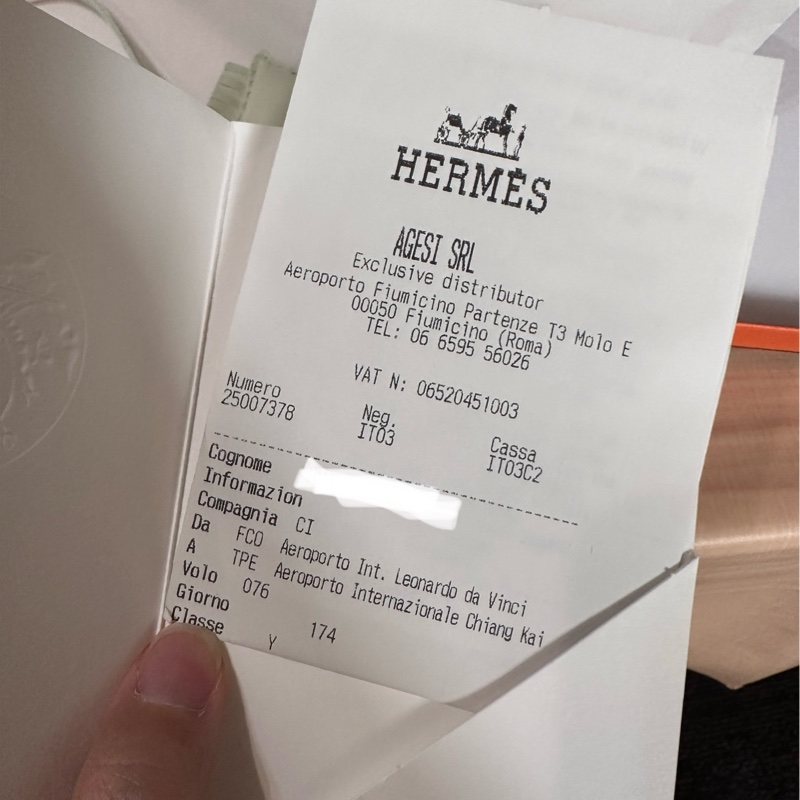 HERMÈS
AGESI SRL
Exclusive distributor
Aeroporto Fiumicino Partenze T3 Molo E
00050 Fiumicino (Roma)
TEL: 06 6595 56026
VAT N: 06520451003
Numero Neg. Cassa
25007378 IT03 IT03C2
Cognome
Informazion
Compagnia CI
Da FCO Aeroporto Int. Leonardo da Vinci
A TPE Aeroporto Internazionale Chiang Kai
Volo 076
Giorno 174
Classe Y